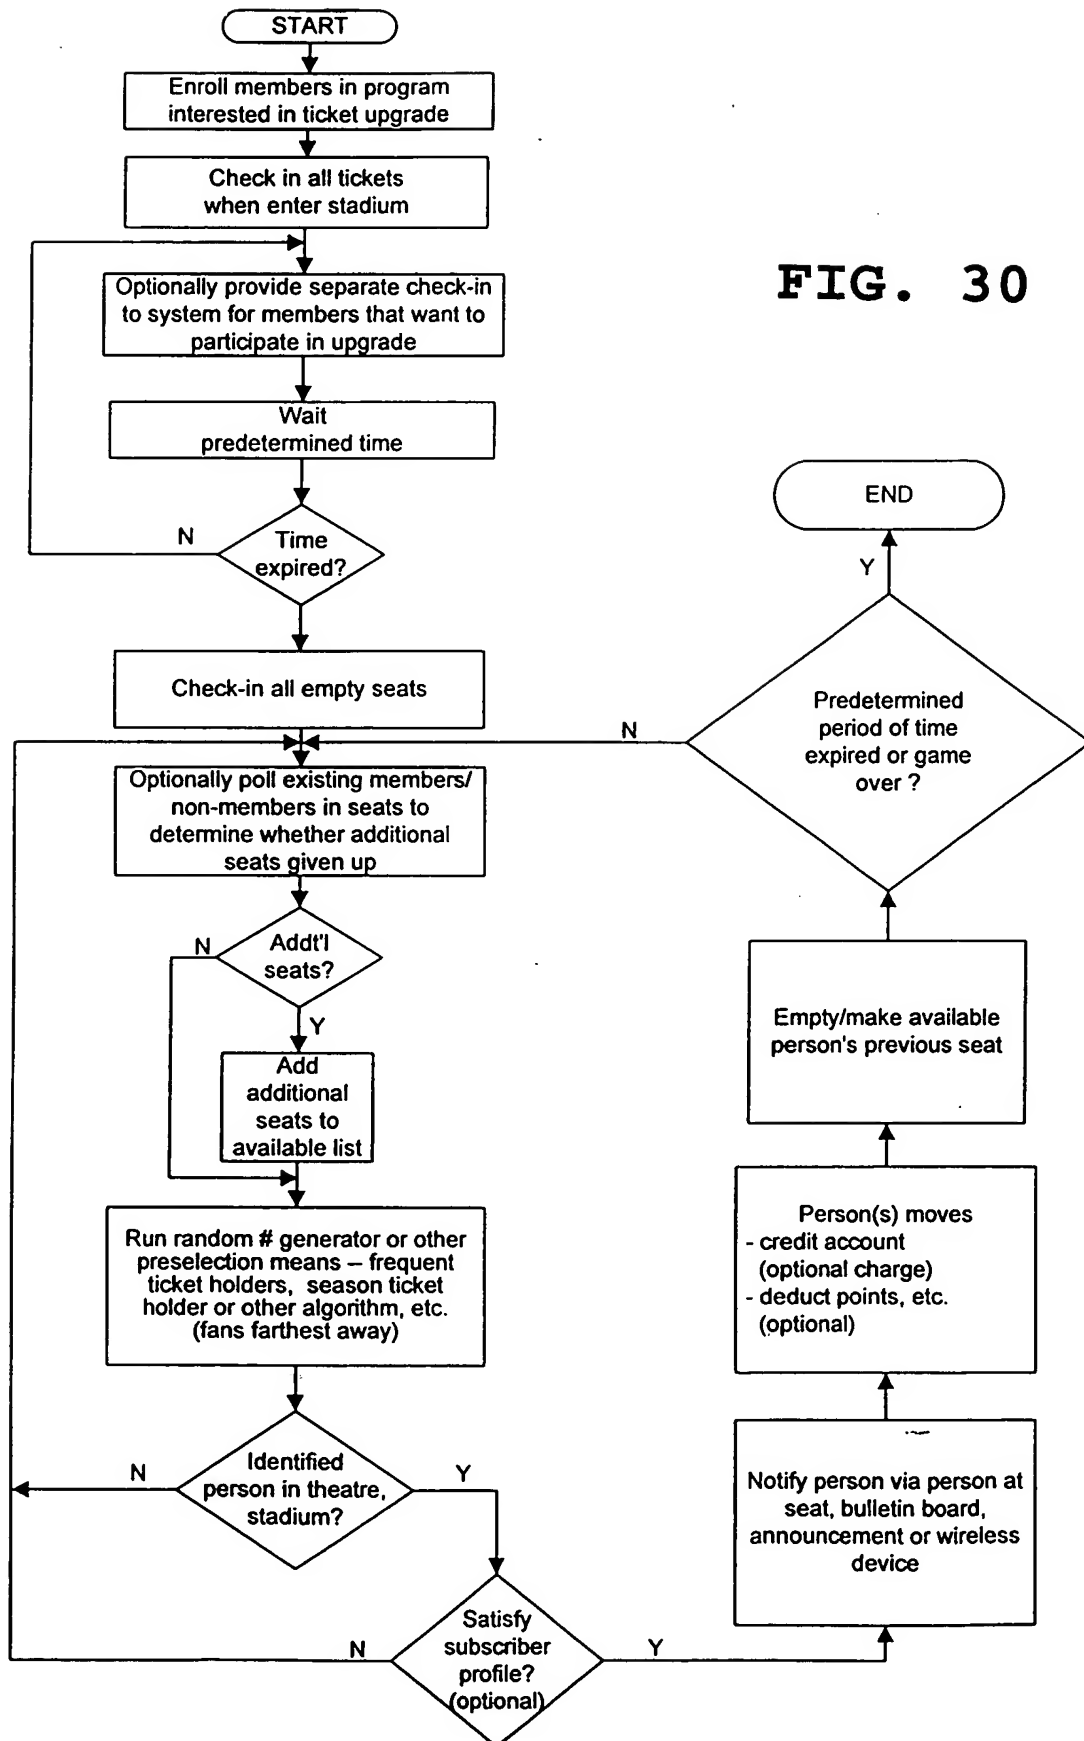 START
Enroll members in program
interested in ticket upgrade
Check in all tickets
when enter stadium
FIG. 30
Optionally provide separate check-in
to system for members that want to
participate in upgrade
Wait
predetermined time
N
Time
expired?
END
Y
Check-in all empty seats
Predetermined
period of time
expired or game
over ?
N
Optionally poll existing members/
non-members in seats to
determine whether additional
seats given up
N
Addt'l
seats?
Y
Add
additional
seats to
available list
Empty/make available
person's previous seat
Run random # generator or other
preselection means – frequent
ticket holders, season ticket
holder or other algorithm, etc.
(fans farthest away)
Person(s) moves
- credit account
(optional charge)
- deduct points, etc.
(optional)
N
Identified
person in theatre,
stadium?
Y
Notify person via person at
seat, bulletin board,
announcement or wireless
device
N
Satisfy
subscriber
profile?
(optional)
Y